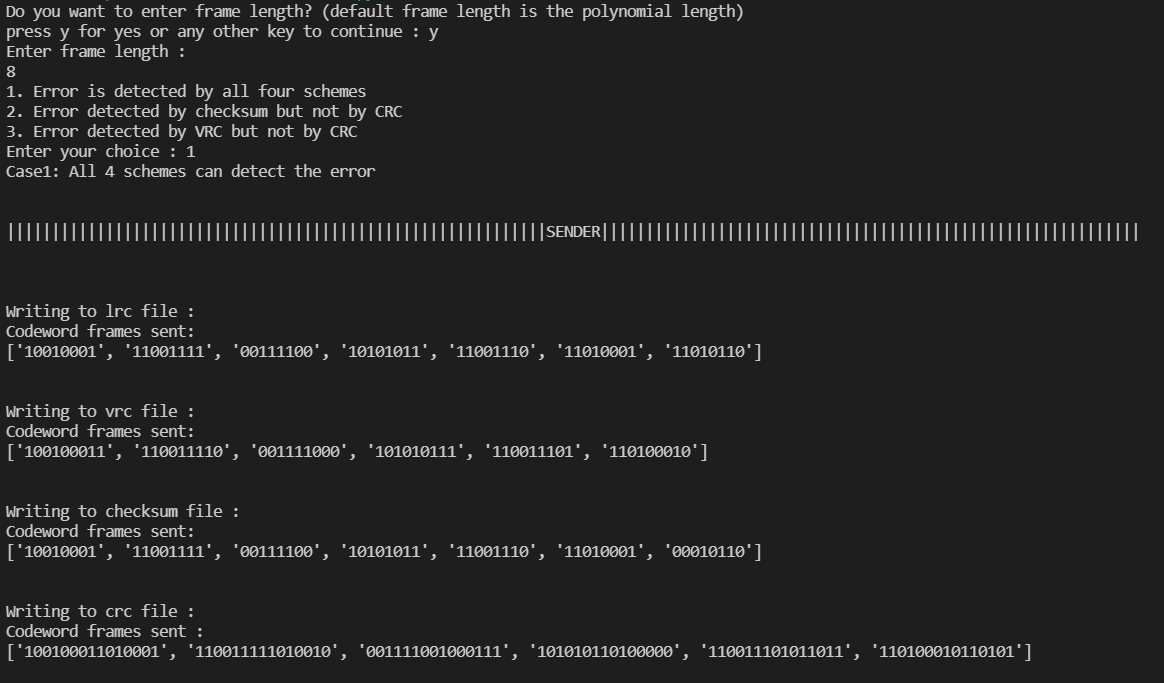 Do you want to enter frame length? (default frame length is the polynomial length)
press y for yes or any other key to continue : y
Enter frame length :
8
1. Error is detected by all four schemes
2. Error detected by checksum but not by CRC
3. Error detected by VRC but not by CRC
Enter your choice : 1
Case1: All 4 schemes can detect the error
||||||||||||||||||||||||||||||||||||||||||||||||||||||||||||SENDER||||||||||||||||||||||||||||||||||||||||||||||||||||||||||||
Writing to lrc file :
Codeword frames sent:
['10010001', '11001111', '00111100', '10101011', '11001110', '11010001', '11010110']
Writing to vrc file :
Codeword frames sent:
['100100011', '110011110', '001111000', '101010111', '110011101', '110100010']
Writing to checksum file :
Codeword frames sent:
['10010001', '11001111', '00111100', '10101011', '11001110', '11010001', '00010110']
Writing to crc file :
Codeword frames sent :
['100100011010001', '110011111010010', '001111001000111', '101010110100000', '110011101011011', '110100010110101']